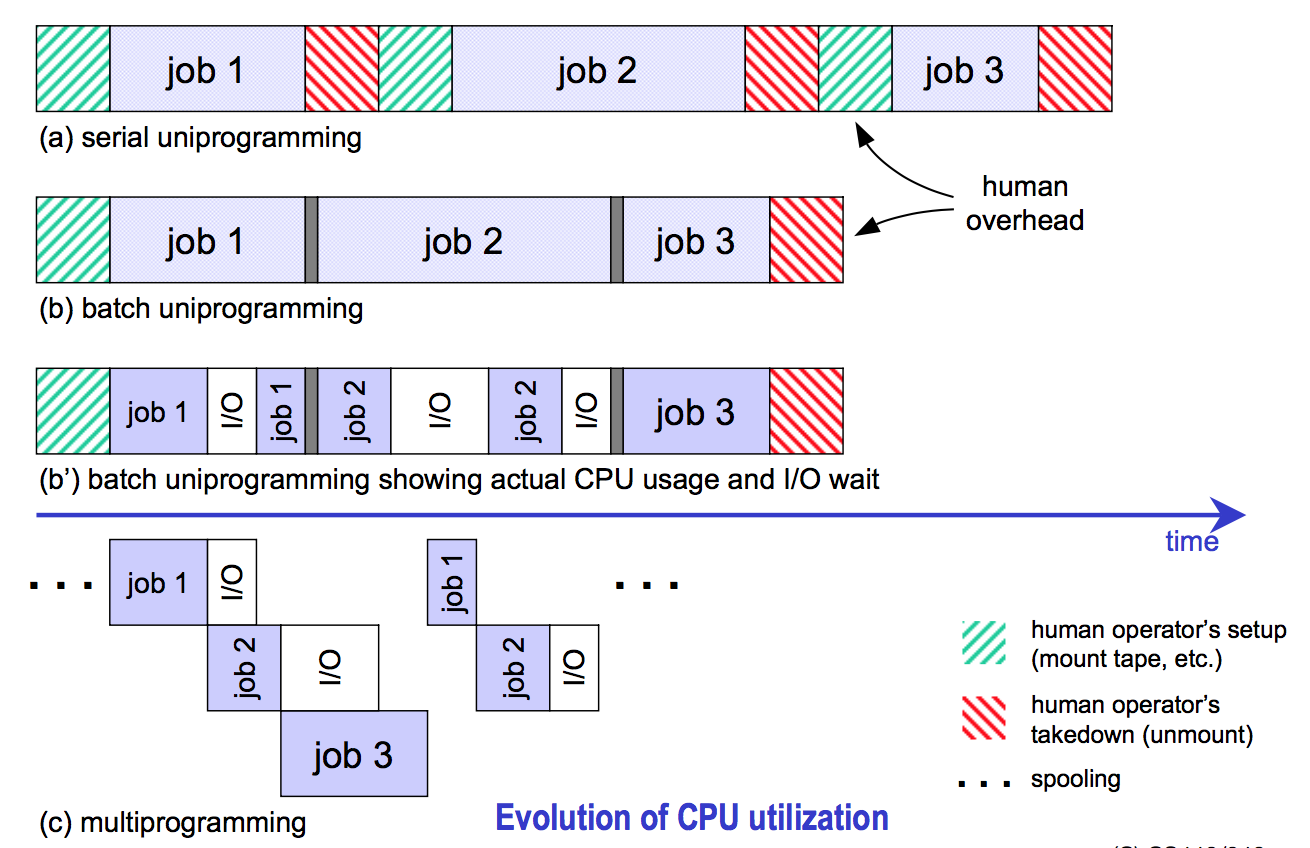 job 1
job 2
job 3
(a) serial uniprogramming
human
overhead
job 1
job 2
job 3
(b) batch uniprogramming
job 1
I/O
job 1
job 2
I/O
job 2
I/O
job 3
(b’) batch uniprogramming showing actual CPU usage and I/O wait
time
. . .
job 1
I/O
job 1
. . .
job 2
I/O
job 2
I/O
job 3
(c) multiprogramming
human operator’s setup
(mount tape, etc.)
human operator’s
takedown (unmount)
. . . spooling
Evolution of CPU utilization